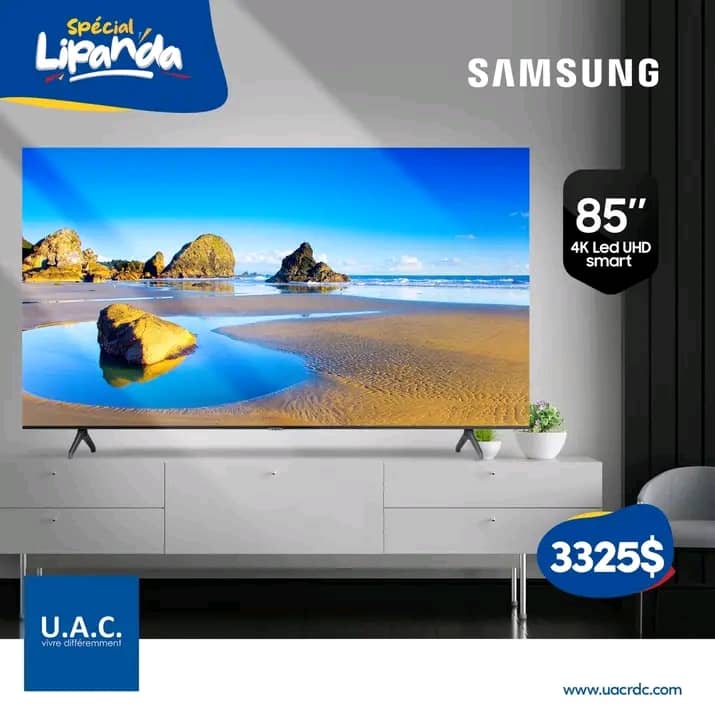 Spécial
Lipanda
SAMSUNG
85"
4K Led UHD
smart
3325$
U.A.C.
vivre différemment
www.uacrdc.com